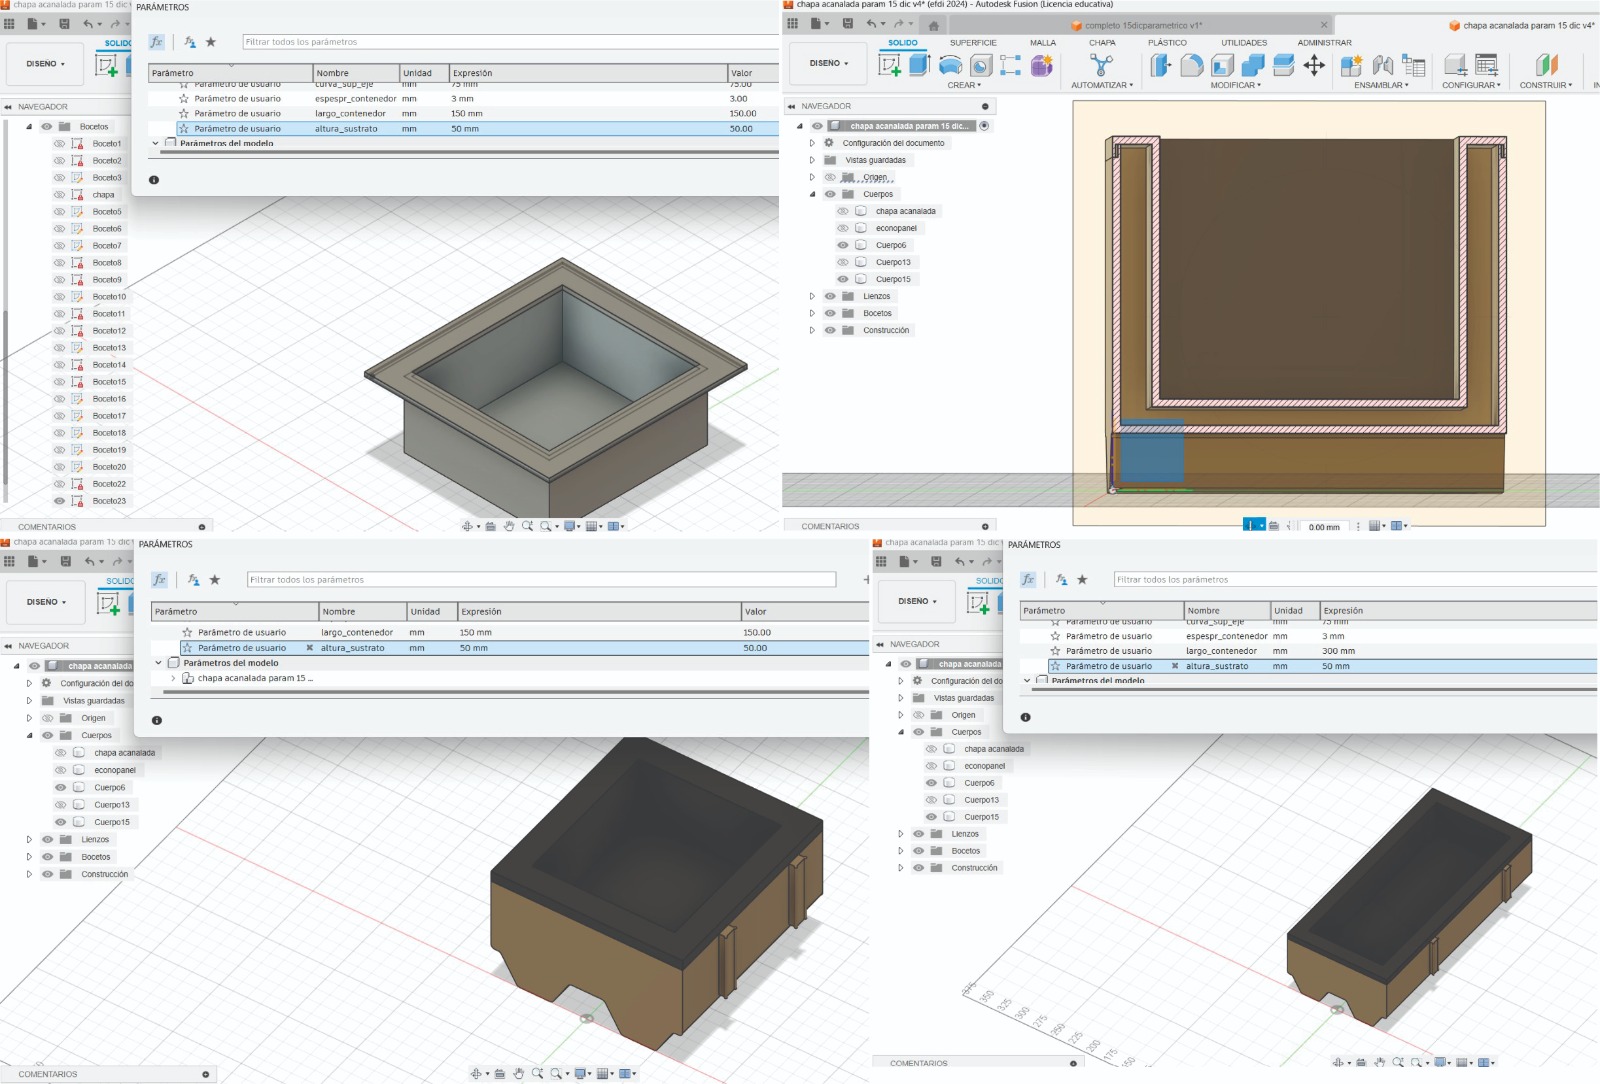 chapa acanalada param 15 dic v
PARÁMETROS
Filtrar todos los parámetros
DISEÑO
SOLIDO
Parámetro Nombre Unidad Expresión Valor
Parámetro de usuario curva_sup_eje mm 75 mm 75.00
Parámetro de usuario espespr_contenedor mm 3 mm 3.00
Parámetro de usuario largo_contenedor mm 150 mm 150.00
Parámetro de usuario altura_sustrato mm 50 mm 50.00
Parámetros del modelo
NAVEGADOR
Bocetos
Boceto1
Boceto2
Boceto3
chapa
Boceto5
Boceto6
Boceto7
Boceto8
Boceto9
Boceto10
Boceto11
Boceto12
Boceto13
Boceto14
Boceto15
Boceto16
Boceto17
Boceto18
Boceto19
Boceto20
Boceto22
Boceto23
COMENTARIOS
chapa acanalada param 15 dic v4* (efdi 2024) - Autodesk Fusion (Licencia educativa)
completo 15dicparametrico v1*
chapa acanalada param 15 dic v4*
SOLIDO SUPERFICIE MALLA CHAPA PLÁSTICO UTILIDADES ADMINISTRAR
DISEÑO
CREAR AUTOMATIZAR MODIFICAR ENSAMBLAR CONFIGURAR CONSTRUIR IN
NAVEGADOR
chapa acanalada param 15 dic...
Configuración del documento
Vistas guardadas
Origen
Cuerpos
chapa acanalada
econopanel
Cuerpo6
Cuerpo13
Cuerpo15
Lienzos
Bocetos
Construcción
COMENTARIOS
0.00 mm
chapa acanalada param 15 dic
PARÁMETROS
Filtrar todos los parámetros
DISEÑO
SOLID
Parámetro Nombre Unidad Expresión Valor
Parámetro de usuario largo_contenedor mm 150 mm 150.00
Parámetro de usuario altura_sustrato mm 50 mm 50.00
Parámetros del modelo
chapa acanalada param 15 ...
NAVEGADOR
chapa acanalada
Configuración del do
Vistas guardadas
Origen
Cuerpos
chapa acanalada
econopanel
Cuerpo6
Cuerpo13
Cuerpo15
Lienzos
Bocetos
Construcción
COMENTARIOS
chapa acanalada param 15 dic
PARÁMETROS
Filtrar todos los parámetros
DISEÑO
SOLID
Parámetro Nombre Unidad Expresión
Parámetro de usuario curva_sup_eje mm 75 mm
Parámetro de usuario espespr_contenedor mm 3 mm
Parámetro de usuario largo_contenedor mm 300 mm
Parámetro de usuario altura_sustrato mm 50 mm
Parámetros del modelo
NAVEGADOR
chapa acanalada
Configuración del do
Vistas guardadas
Origen
Cuerpos
chapa acanalada
econopanel
Cuerpo6
Cuerpo13
Cuerpo15
Lienzos
Bocetos
Construcción
375 350 325 300 275 250 225 200 175
COMENTARIOS